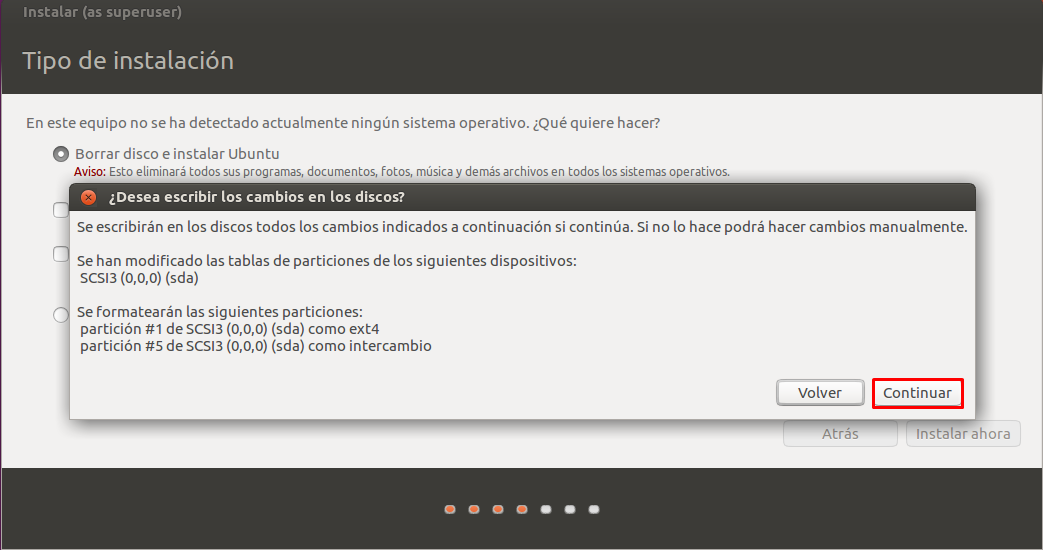 Instalar (as superuser)
Tipo de instalación
En este equipo no se ha detectado actualmente ningún sistema operativo. ¿Qué quiere hacer?
Borrar disco e instalar Ubuntu
Aviso: Esto eliminará todos sus programas, documentos, fotos, música y demás archivos en todos los sistemas operativos.
¿Desea escribir los cambios en los discos?
Se escribirán en los discos todos los cambios indicados a continuación si continúa. Si no lo hace podrá hacer cambios manualmente.
Se han modificado las tablas de particiones de los siguientes dispositivos:
SCSI3 (0,0,0) (sda)
Se formatearán las siguientes particiones:
partición #1 de SCSI3 (0,0,0) (sda) como ext4
partición #5 de SCSI3 (0,0,0) (sda) como intercambio
Volver Continuar
Atrás Instalar ahora